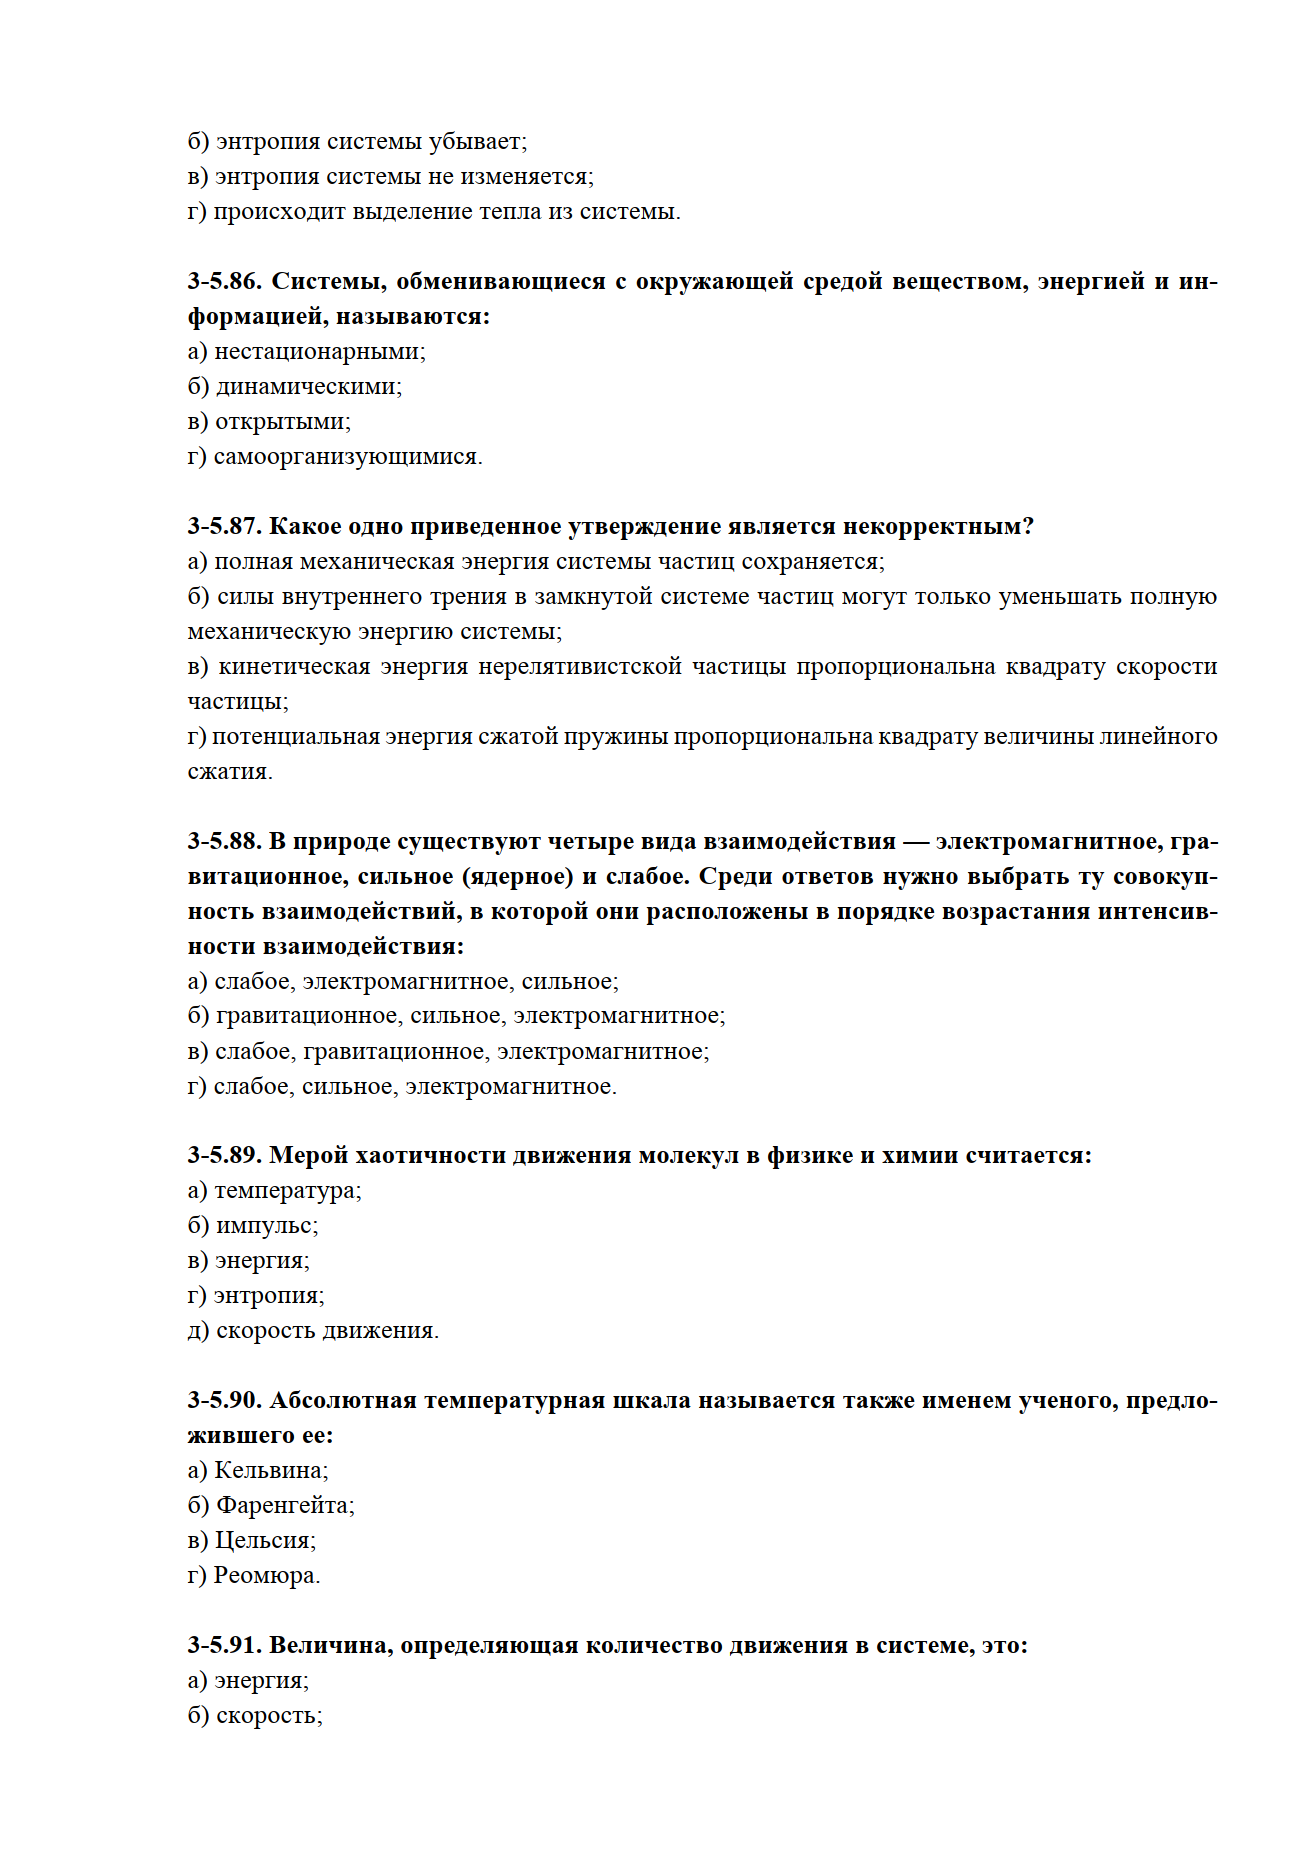 б) энтропия системы убывает;
в) энтропия системы не изменяется;
г) происходит выделение тепла из системы.
3-5.86. Системы, обменивающиеся с окружающей средой веществом, энергией и ин-
формацией, называются:
а) нестационарными;
б) динамическими;
в) открытыми;
г) самоорганизующимися.
3-5.87. Какое одно приведенное утверждение является некорректным?
а) полная механическая энергия системы частиц сохраняется;
б) силы внутреннего трения в замкнутой системе частиц могут только уменьшать полную
механическую энергию системы;
в) кинетическая энергия нерелятивистской частицы пропорциональна квадрату скорости
частицы;
г) потенциальная энергия сжатой пружины пропорциональна квадрату величины линейного
сжатия.
3-5.88. В природе существуют четыре вида взаимодействия — электромагнитное, гра-
витационное, сильное (ядерное) и слабое. Среди ответов нужно выбрать ту совокуп-
ность взаимодействий, в которой они расположены в порядке возрастания интенсив-
ности взаимодействия:
а) слабое, электромагнитное, сильное;
б) гравитационное, сильное, электромагнитное;
в) слабое, гравитационное, электромагнитное;
г) слабое, сильное, электромагнитное.
3-5.89. Мерой хаотичности движения молекул в физике и химии считается:
а) температура;
б) импульс;
в) энергия;
г) энтропия;
д) скорость движения.
3-5.90. Абсолютная температурная шкала называется также именем ученого, предло-
жившего ее:
а) Кельвина;
б) Фаренгейта;
в) Цельсия;
г) Реомюра.
3-5.91. Величина, определяющая количество движения в системе, это:
а) энергия;
б) скорость;